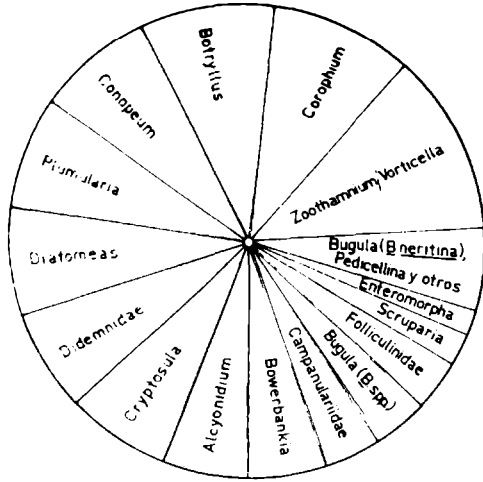 Botryllus
Corophium
Zoothamnium, Vorticella
Bugula (B neritina),
Pedicellina y otros
Enteromorpha
Scruparia
Folliculinidae
Bugula (B spp.)
Campanulariidae
Bowerbankia
Alcyonidium
Cryptosula
Didemnidae
Diatomeas
Plumularia
Conopeum